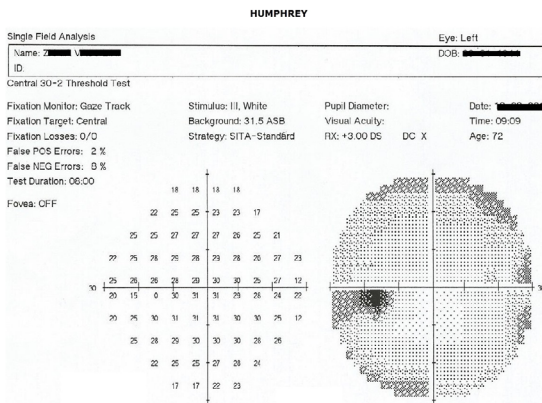 HUMPHREY
Single Field Analysis Eye: Left
Name: DOB:
ID:
Central 30-2 Threshold Test
Fixation Monitor: Gaze Track Stimulus: III, White Pupil Diameter: Date:
Fixation Target: Central Background: 31.5 ASB Visual Acuity: Time: 09:09
Fixation Losses: 0/0 Strategy: SITA-Standard RX: +3.00 DS DC X Age: 72
False POS Errors: 2 %
False NEG Errors: 8 %
Test Duration: 06:00
Fovea: OFF
18 18 18 18
22 25 25 23 23 17
25 25 27 27 27 26 25 21
22 25 28 29 28 29 28 26 27 23
25 26 26 28 29 30 30 25 27 12
30 30
20 15 0 30 31 31 29 28 24 22
20 25 30 31 31 31 30 30 25 12
25 28 29 30 30 30 28 26
22 25 25 27 28 24
17 17 22 23